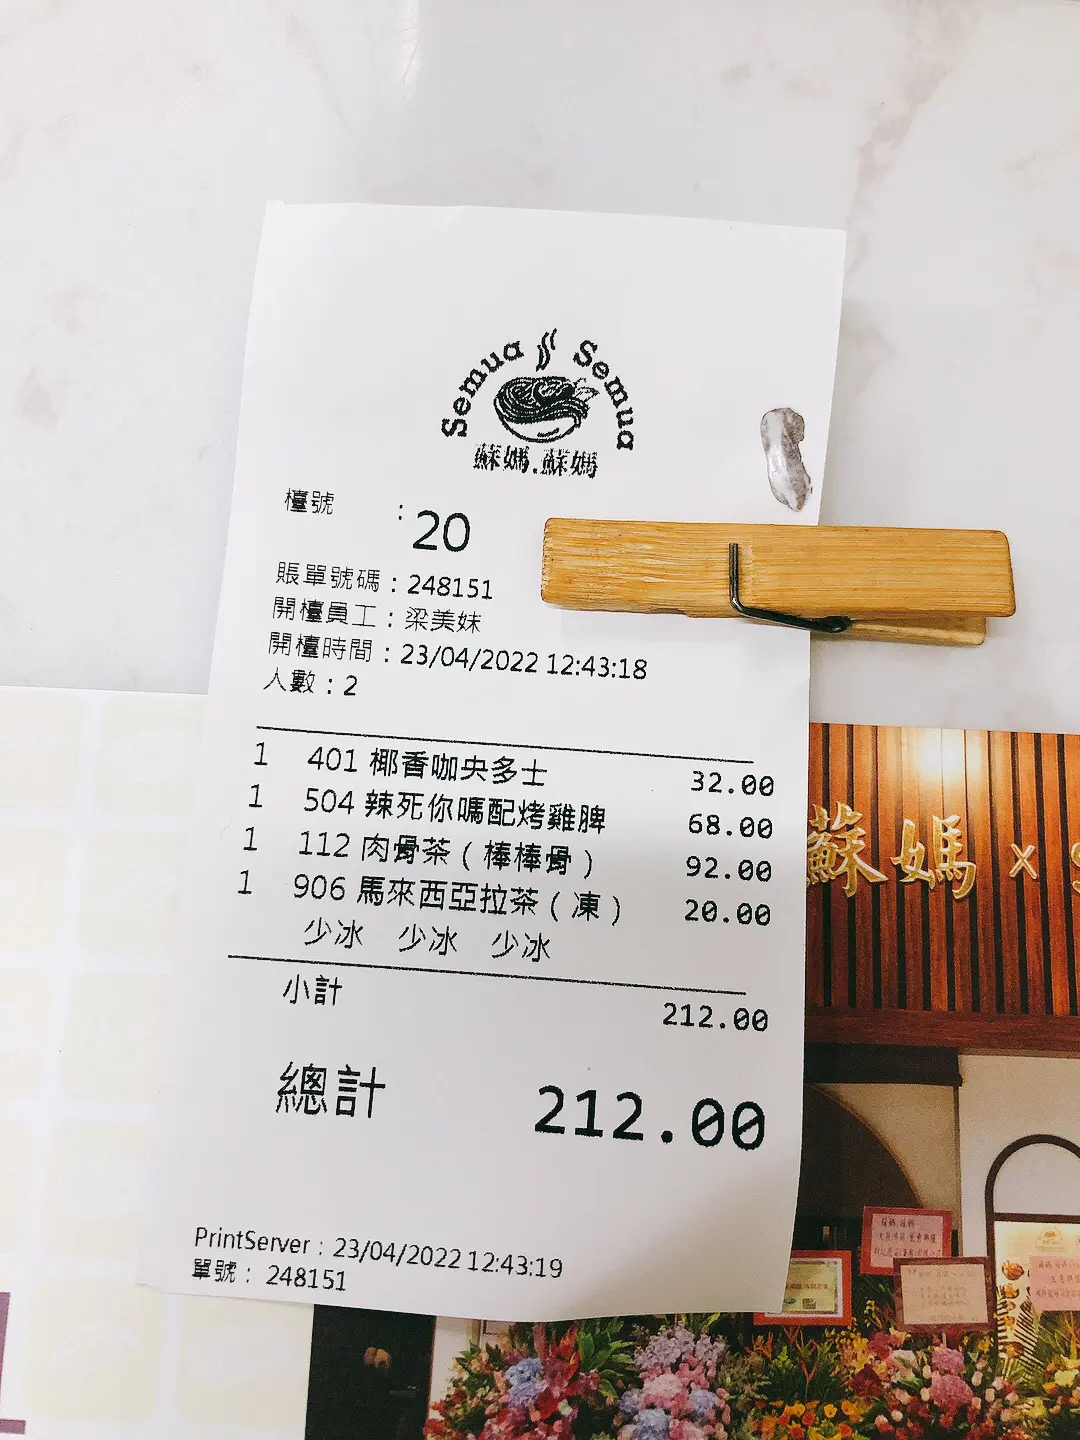 Semua Semua
蘇媽.蘇媽
檯號 : 20
賬單號碼：248151
開檯員工：梁美妹
開檯時間：23/04/2022 12:43:18
人數：2
1 401 椰香咖央多士 32.00
1 504 辣死你嗎配烤雞脾 68.00
1 112 肉骨茶（棒棒骨） 92.00
1 906 馬來西亞拉茶（凍） 20.00
少冰 少冰 少冰
小計 212.00
總計 212.00
PrintServer：23/04/2022 12:43:19
單號： 248151
蘇媽 x